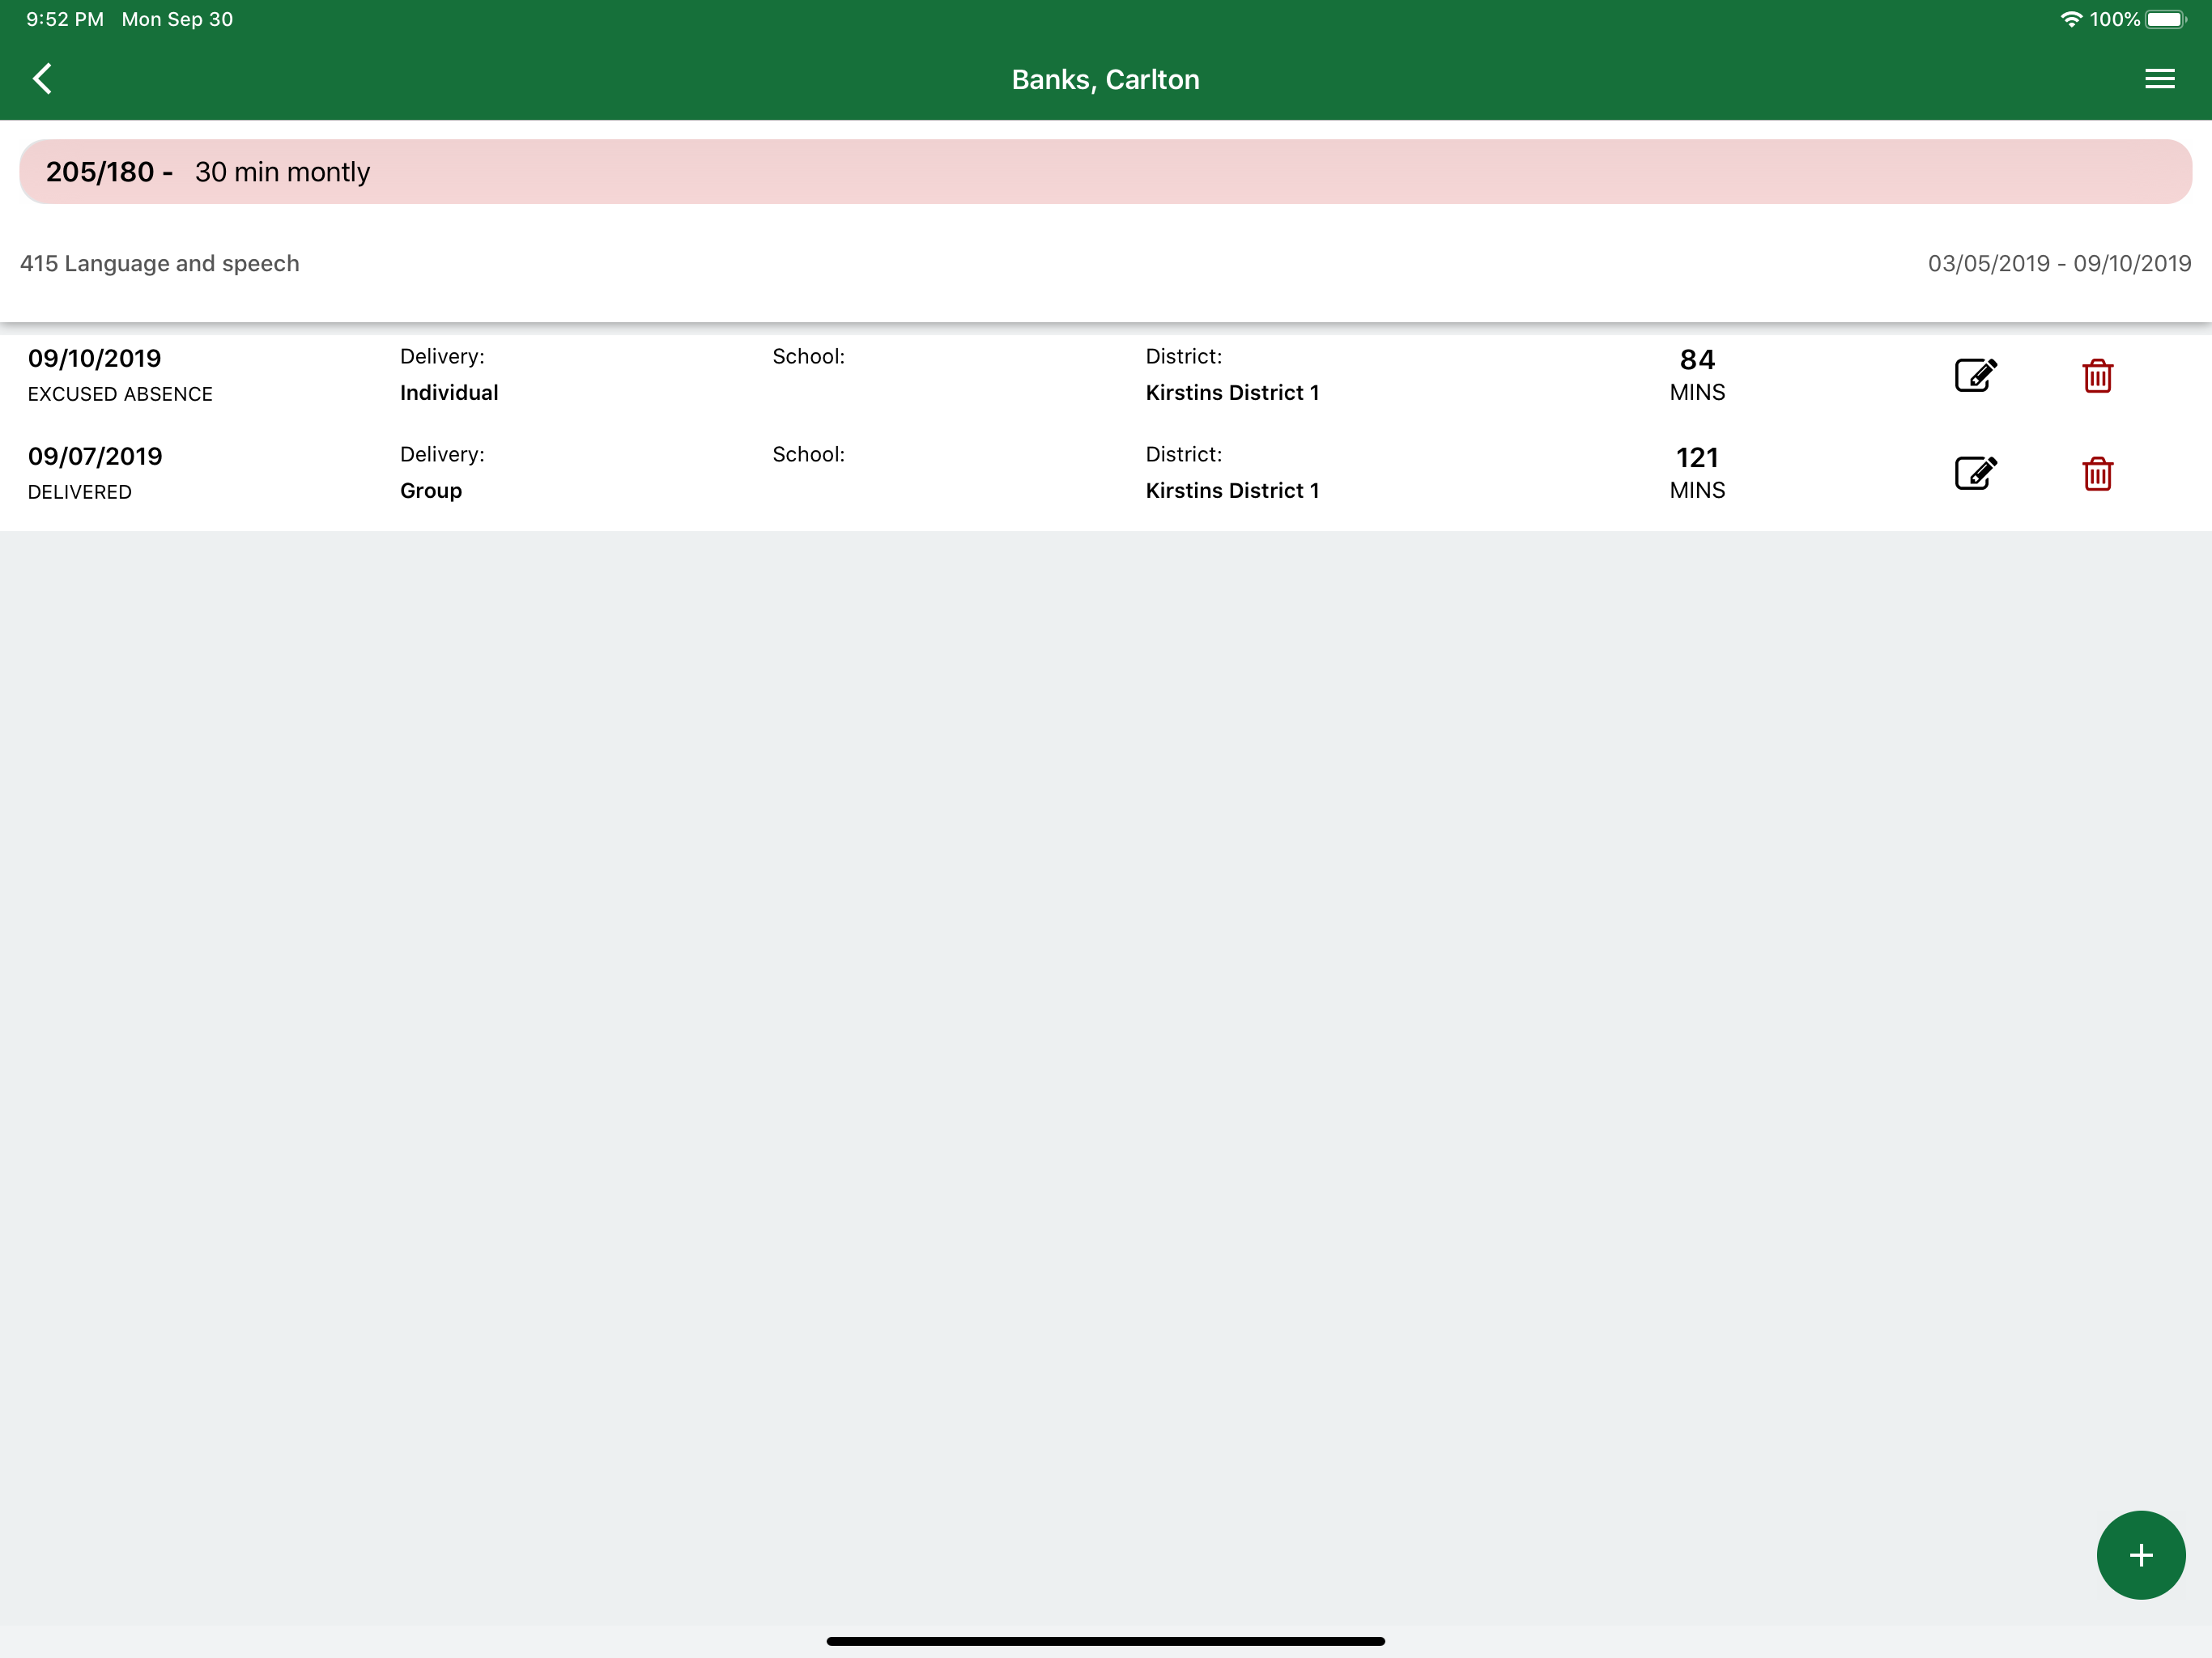 9:52 PM Mon Sep 30 100%
Banks, Carlton
205/180 - 30 min montly
415 Language and speech 03/05/2019 - 09/10/2019
09/10/2019 Delivery: School: District: 84
EXCUSED ABSENCE Individual Kirstins District 1 MINS
09/07/2019 Delivery: School: District: 121
DELIVERED Group Kirstins District 1 MINS
+